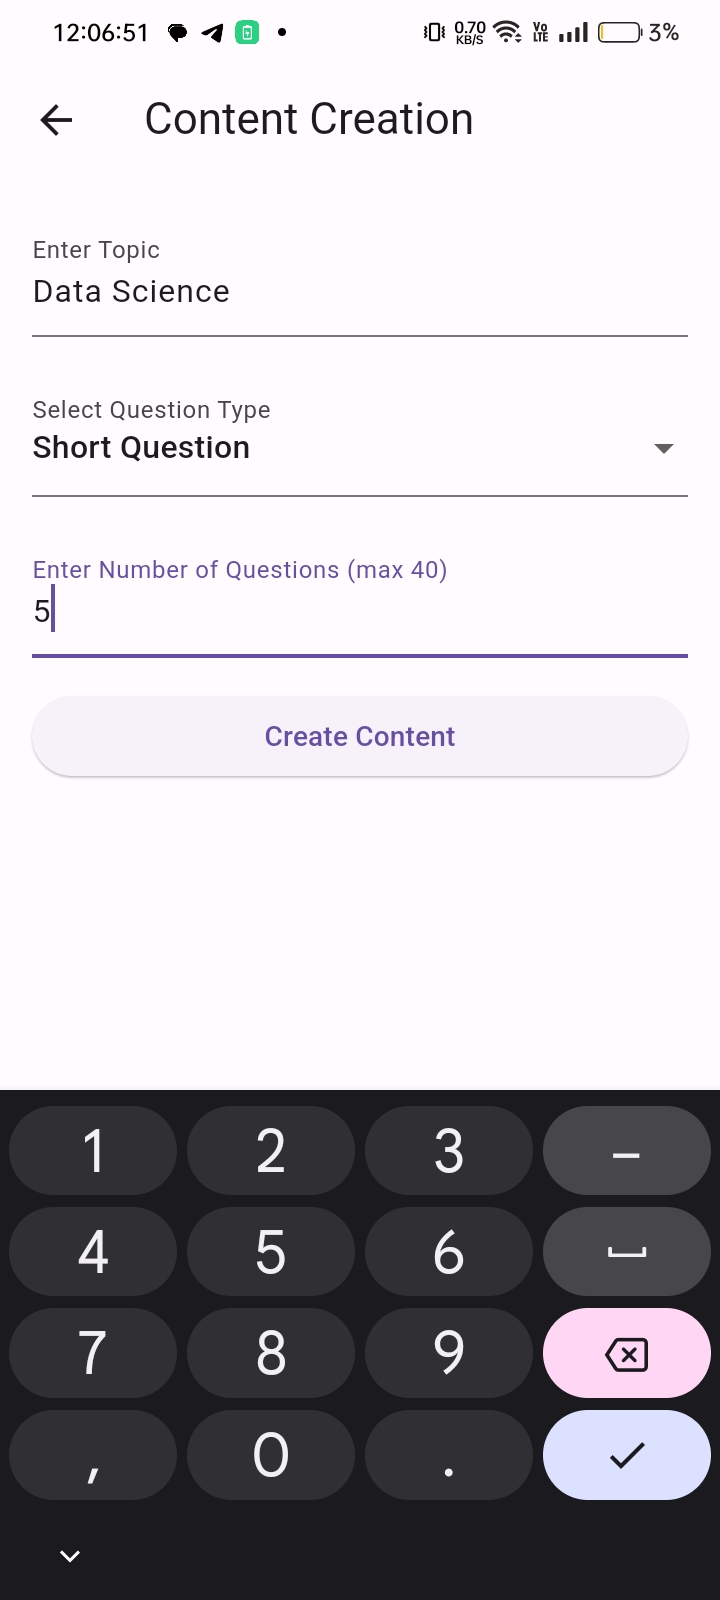 12:06:51 0.70 KB/S Vo LTE 3%
Content Creation
Enter Topic
Data Science
Select Question Type
Short Question
Enter Number of Questions (max 40)
5
Create Content
1 2 3 –
4 5 6
7 8 9
, 0 .